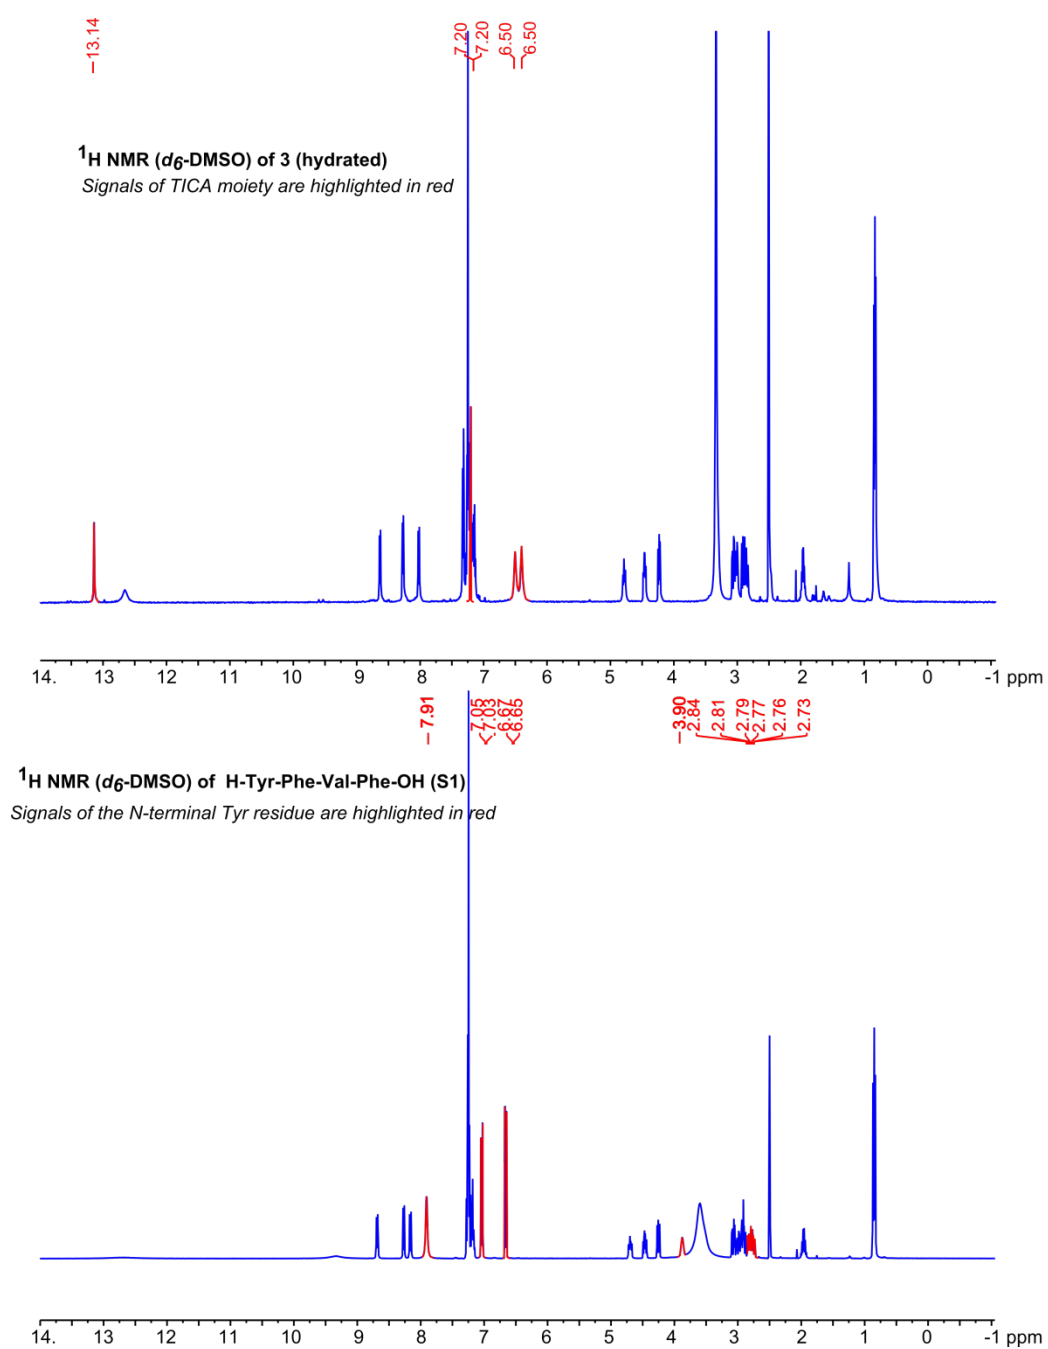 –13.14
7.20
7.20
6.50
6.50
1H NMR (d6-DMSO) of 3 (hydrated)
Signals of TICA moiety are highlighted in red
14. 13 12 11 10 9 8 7 6 5 4 3 2 1 0 -1 ppm
–7.91
7.05
7.03
6.67
6.65
–3.90
2.84
2.81
2.79
2.77
2.76
2.73
1H NMR (d6-DMSO) of H-Tyr-Phe-Val-Phe-OH (S1)
Signals of the N-terminal Tyr residue are highlighted in red
14. 13 12 11 10 9 8 7 6 5 4 3 2 1 0 -1 ppm